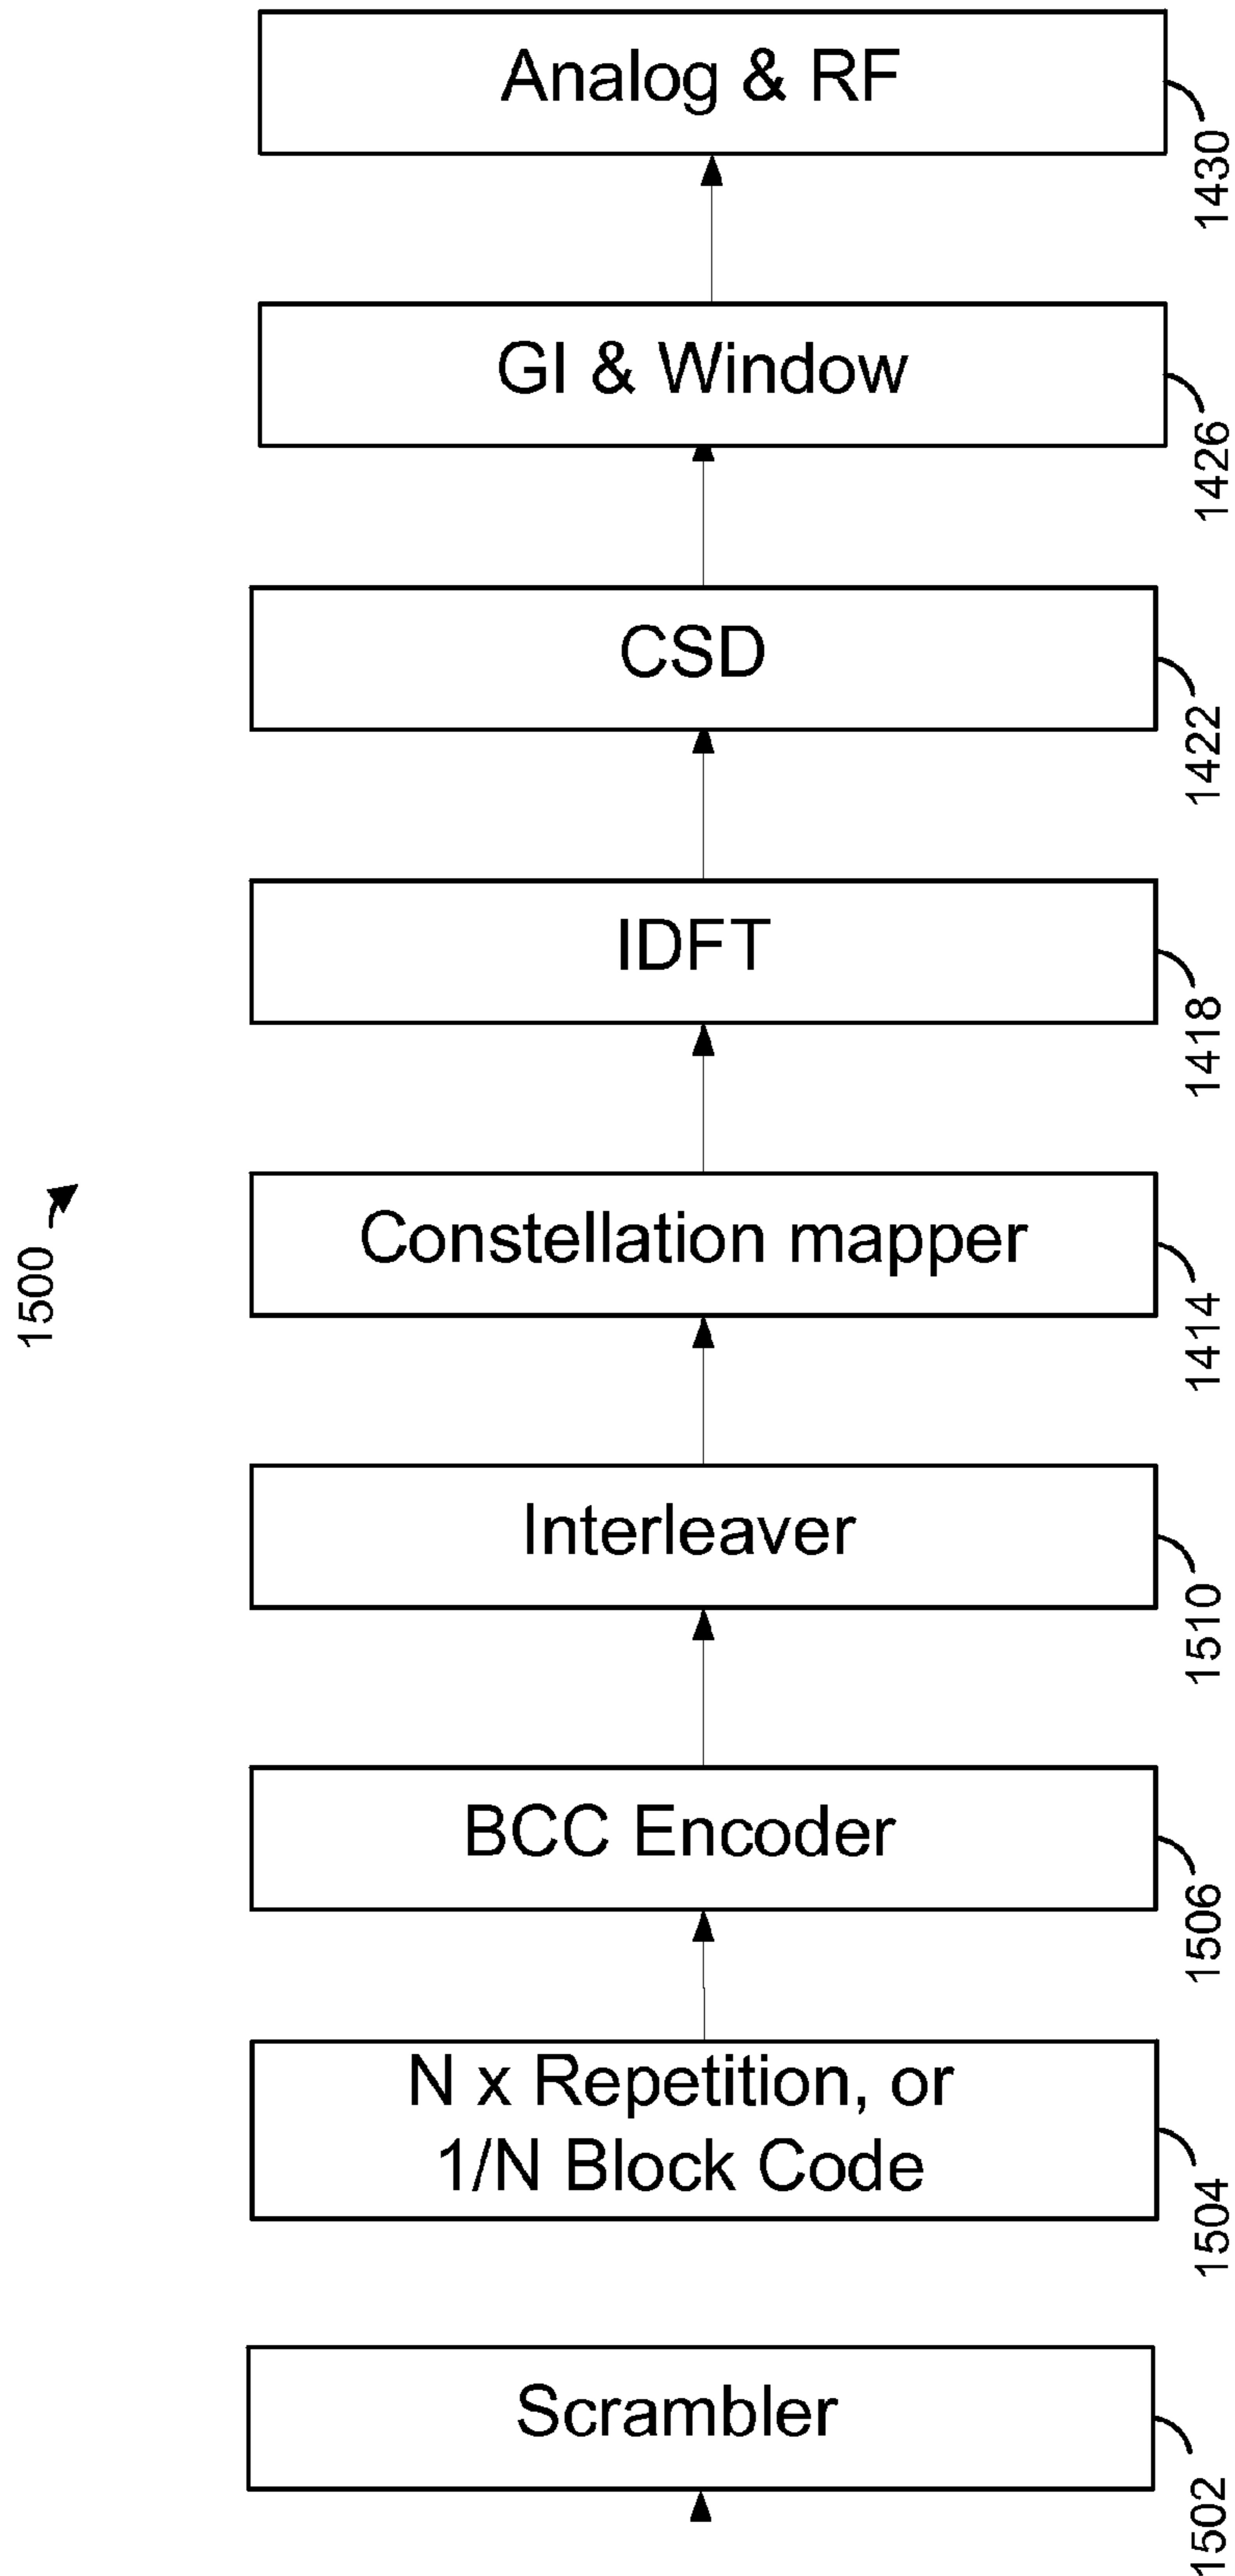 Analog & RF
1430
GI & Window
1426
CSD
1422
IDFT
1418
1500
Constellation mapper
1414
Interleaver
1510
BCC Encoder
1506
N x Repetition, or
1/N Block Code
1504
Scrambler
1502